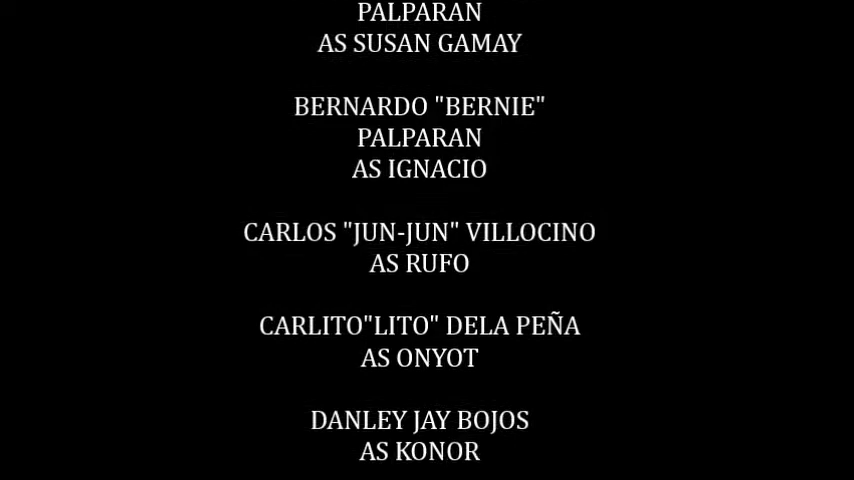 PALPARAN
AS SUSAN GAMAY
BERNARDO "BERNIE"
PALPARAN
AS IGNACIO
CARLOS "JUN-JUN" VILLOCINO
AS RUFO
CARLITO"LITO" DELA PEÑA
AS ONYOT
DANLEY JAY BOJOS
AS KONOR